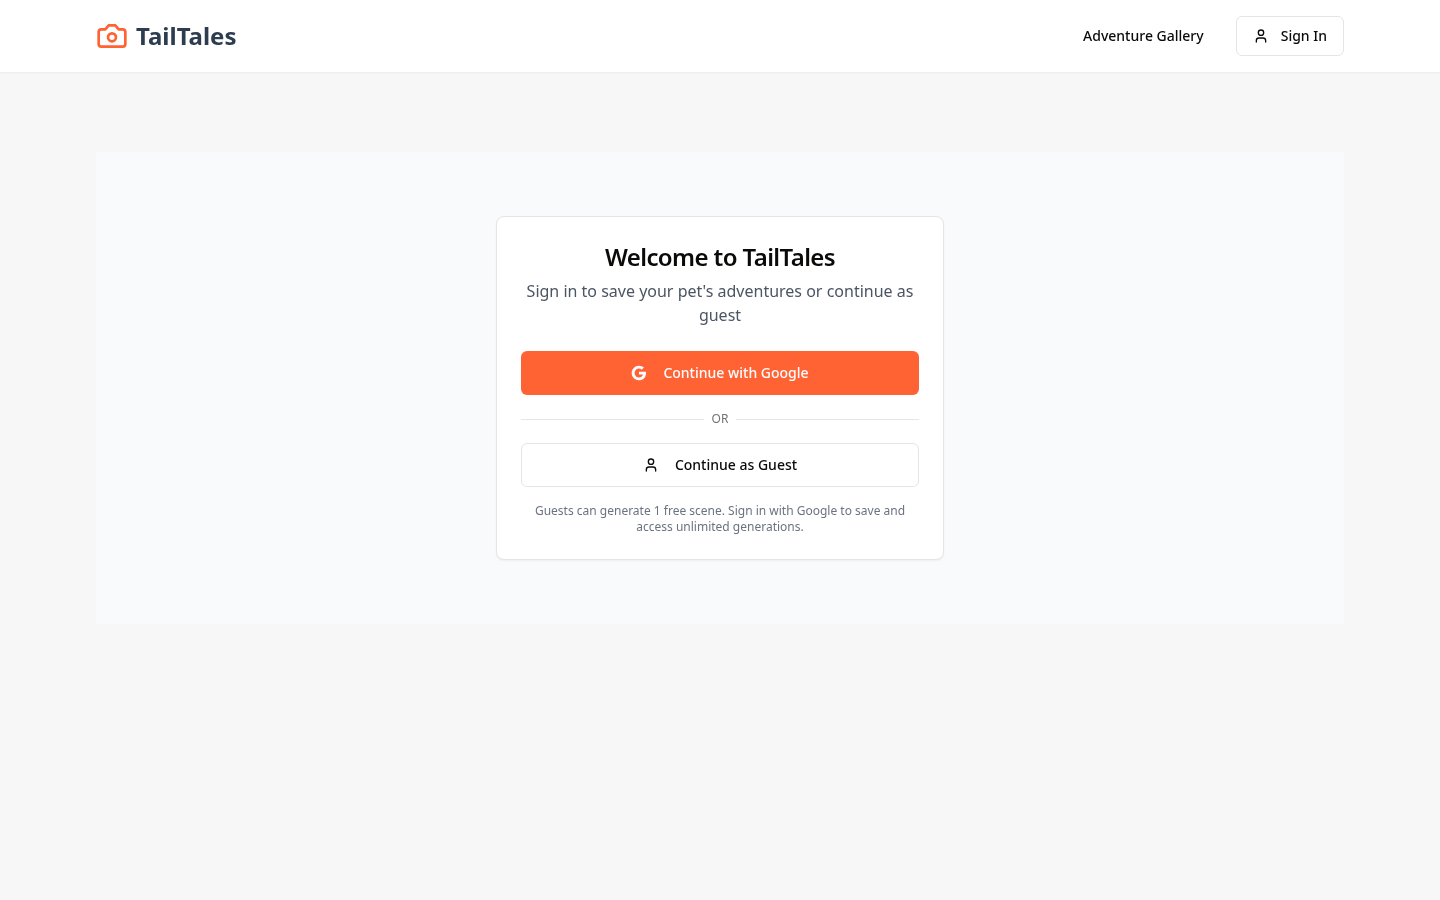 TailTales
Adventure Gallery
Sign In
Welcome to TailTales
Sign in to save your pet's adventures or continue as
guest
Continue with Google
OR
Continue as Guest
Guests can generate 1 free scene. Sign in with Google to save and
access unlimited generations.